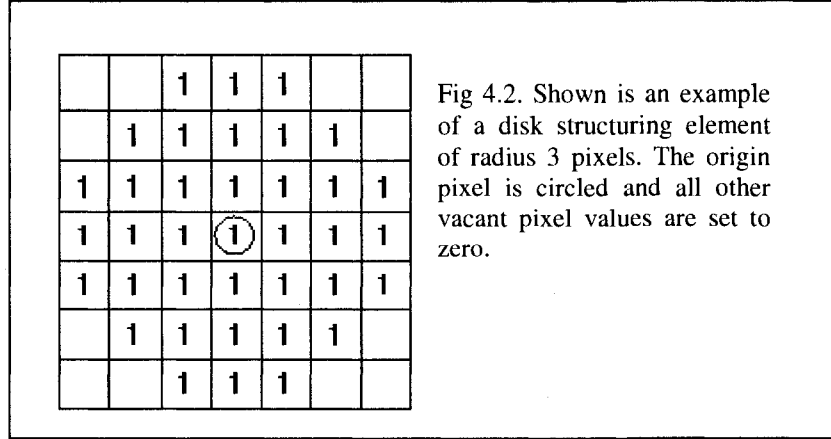 1 1 1
1 1 1 1 1
1 1 1 1 1 1 1
1 1 1 1 1 1 1
1 1 1 1 1 1 1
1 1 1 1 1
1 1 1
Fig 4.2. Shown is an example
of a disk structuring element
of radius 3 pixels. The origin
pixel is circled and all other
vacant pixel values are set to
zero.